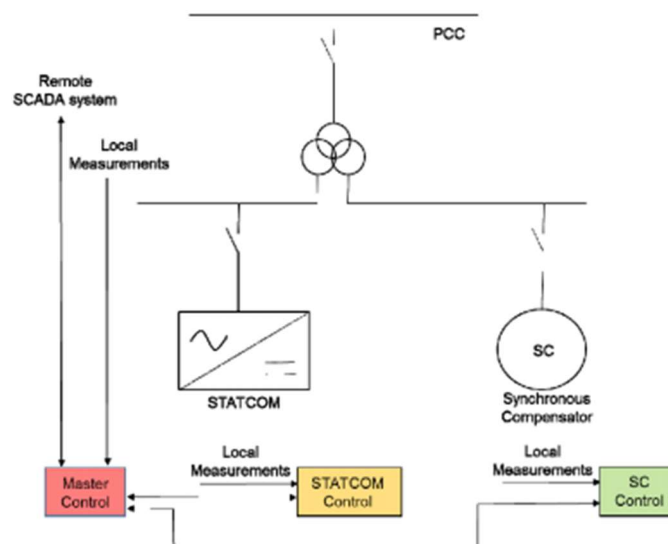 PCC
Remote
SCADA system
Local
Measurements
SC
STATCOM
Synchronous
Compensator
Local
Measurements
Local
Measurements
Master
Control
STATCOM
Control
SC
Control